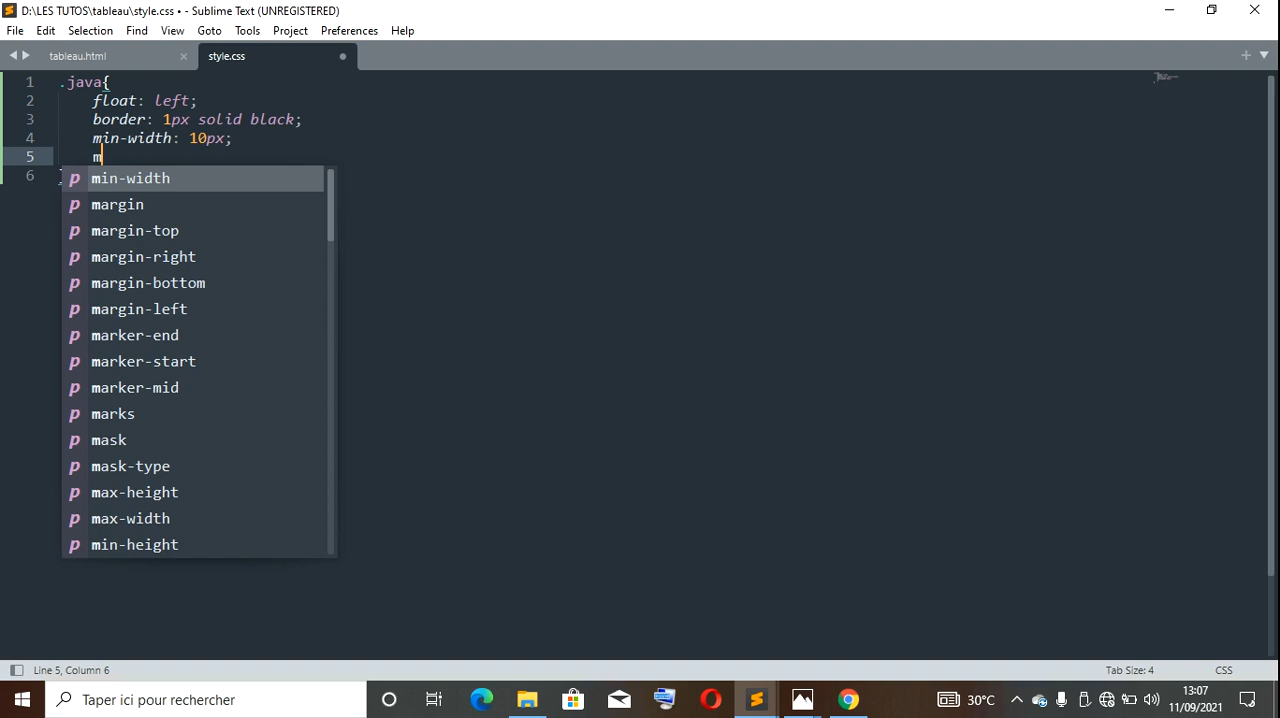 D:\LES TUTOS\tableau\style.css • - Sublime Text (UNREGISTERED)
File Edit Selection Find View Goto Tools Project Preferences Help
tableau.html × style.css
1 .java{
2 float: left;
3 border: 1px solid black;
4 min-width: 10px;
5 m
6
p min-width
p margin
p margin-top
p margin-right
p margin-bottom
p margin-left
p marker-end
p marker-start
p marker-mid
p marks
p mask
p mask-type
p max-height
p max-width
p min-height
Line 5, Column 6 Tab Size: 4 CSS
Taper ici pour rechercher 30°C 13:07
11/09/2021